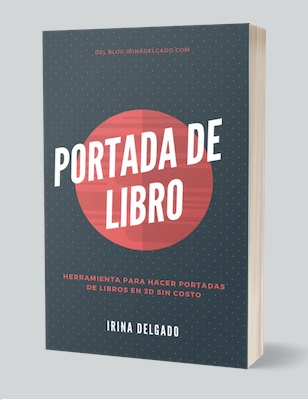 DEL BLOG IRINADELGADO.COM
PORTADA DE
LIBRO
HERRAMIENTA PARA HACER PORTADAS
DE LIBROS EN 3D SIN COSTO
IRINA DELGADO